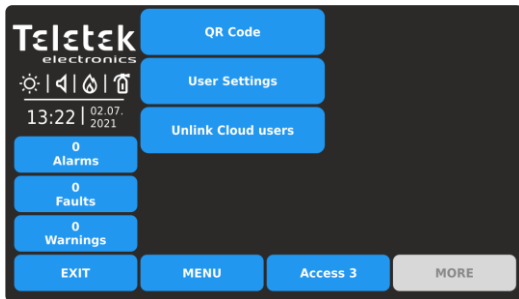 Teletek
electronics
13:22 02.07.
2021
0
Alarms
0
Faults
0
Warnings
QR Code
User Settings
Unlink Cloud users
EXIT
MENU
Access 3
MORE